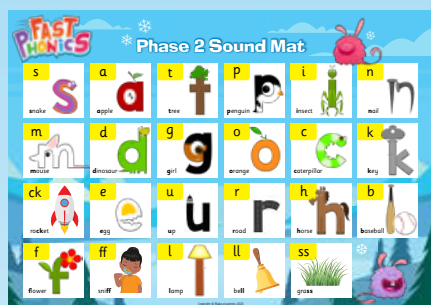 FAST PHONICS
Phase 2 Sound Mat
s a t p i n
snake apple tree penguin insect nail
m d g o c k
mouse dinosaur girl orange caterpillar key
ck e u r h b
rocket egg up road horse baseball
f ff l ll ss
flower sniff lamp bell grass